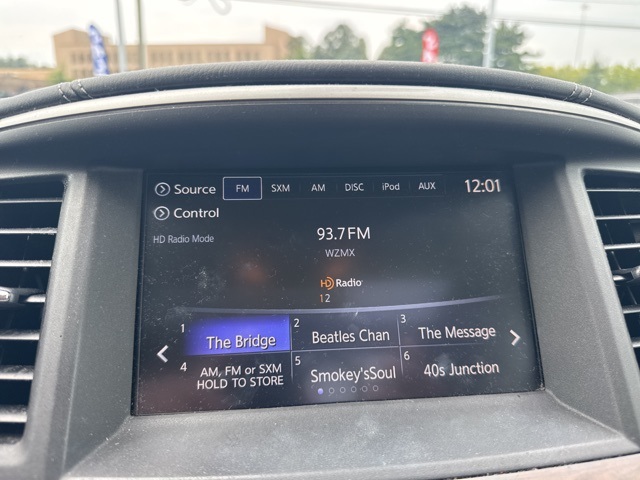 Source FM SXM AM DISC iPod AUX 12:01
Control
HD Radio Mode
93.7 FM
WZMX
HD Radio
1 2
1 The Bridge 2 Beatles Chan 3 The Message
4 AM, FM or SXM
HOLD TO STORE 5 Smokey'sSoul 6 40s Junction